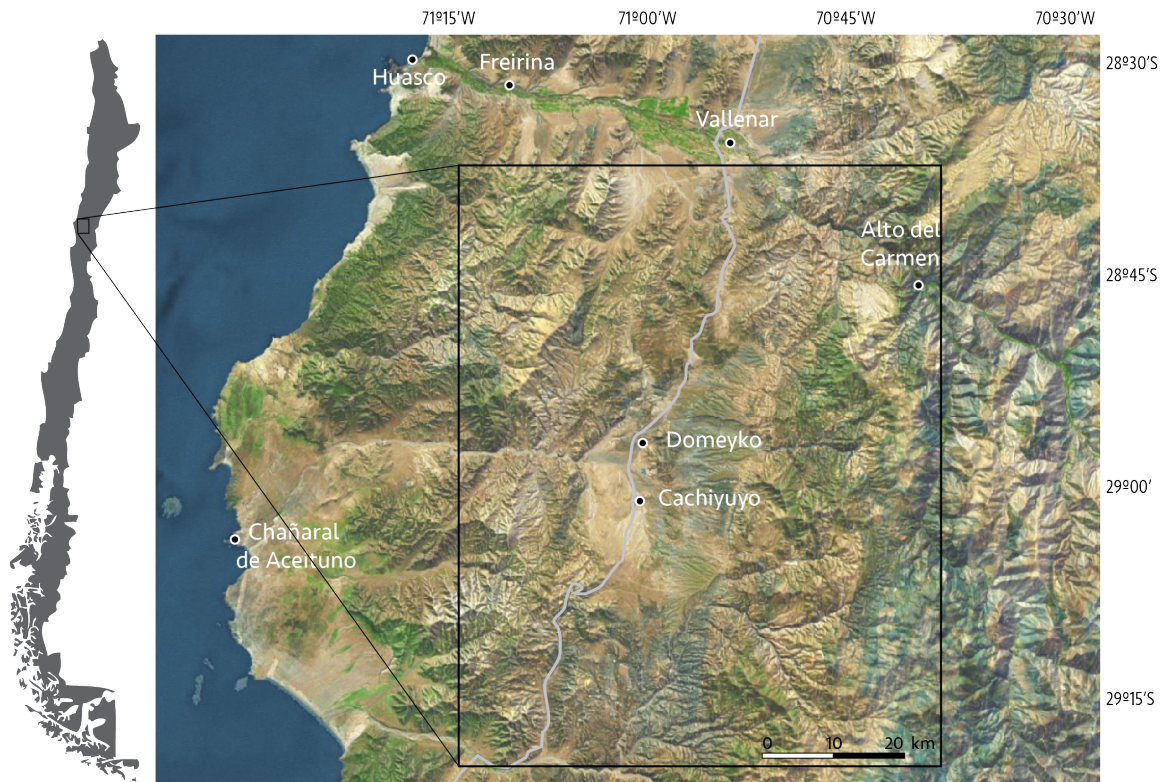 71º15'W
71º00'W
70º45'W
70º30'W
28º30'S
Huasco
Freirina
Vallenar
Alto del
Carmen
28º45'S
Domeyko
29º00'
Cachiyuyo
Chañaral
de Aceituno
29º15'S
0 10 20 km